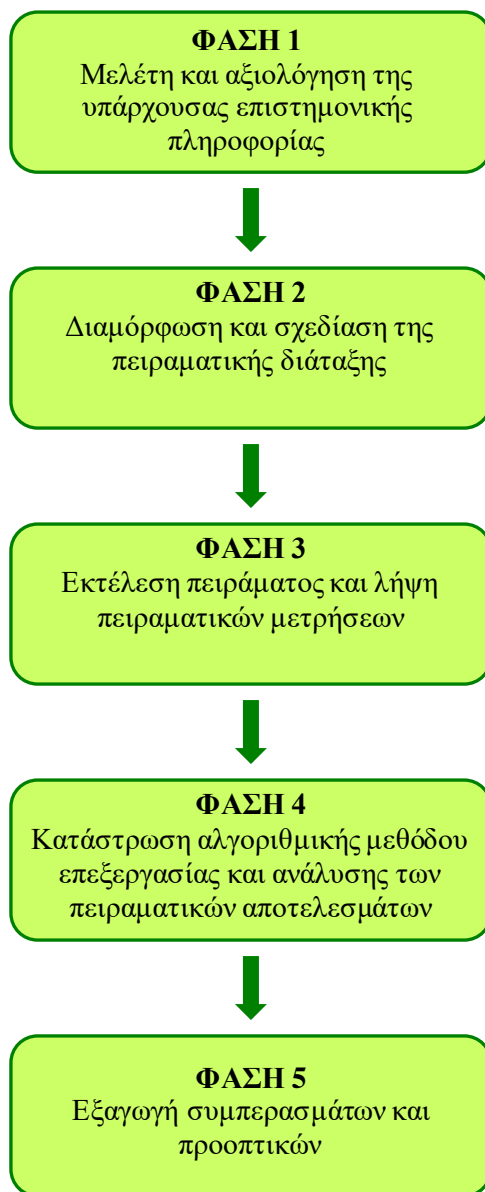 ΦΑΣΗ 1
Μελέτη και αξιολόγηση της
υπάρχουσας επιστημονικής
πληροφορίας
ΦΑΣΗ 2
Διαμόρφωση και σχεδίαση της
πειραματικής διάταξης
ΦΑΣΗ 3
Εκτέλεση πειράματος και λήψη
πειραματικών μετρήσεων
ΦΑΣΗ 4
Κατάστρωση αλγοριθμικής μεθόδου
επεξεργασίας και ανάλυσης των
πειραματικών αποτελεσμάτων
ΦΑΣΗ 5
Εξαγωγή συμπερασμάτων και
προοπτικών